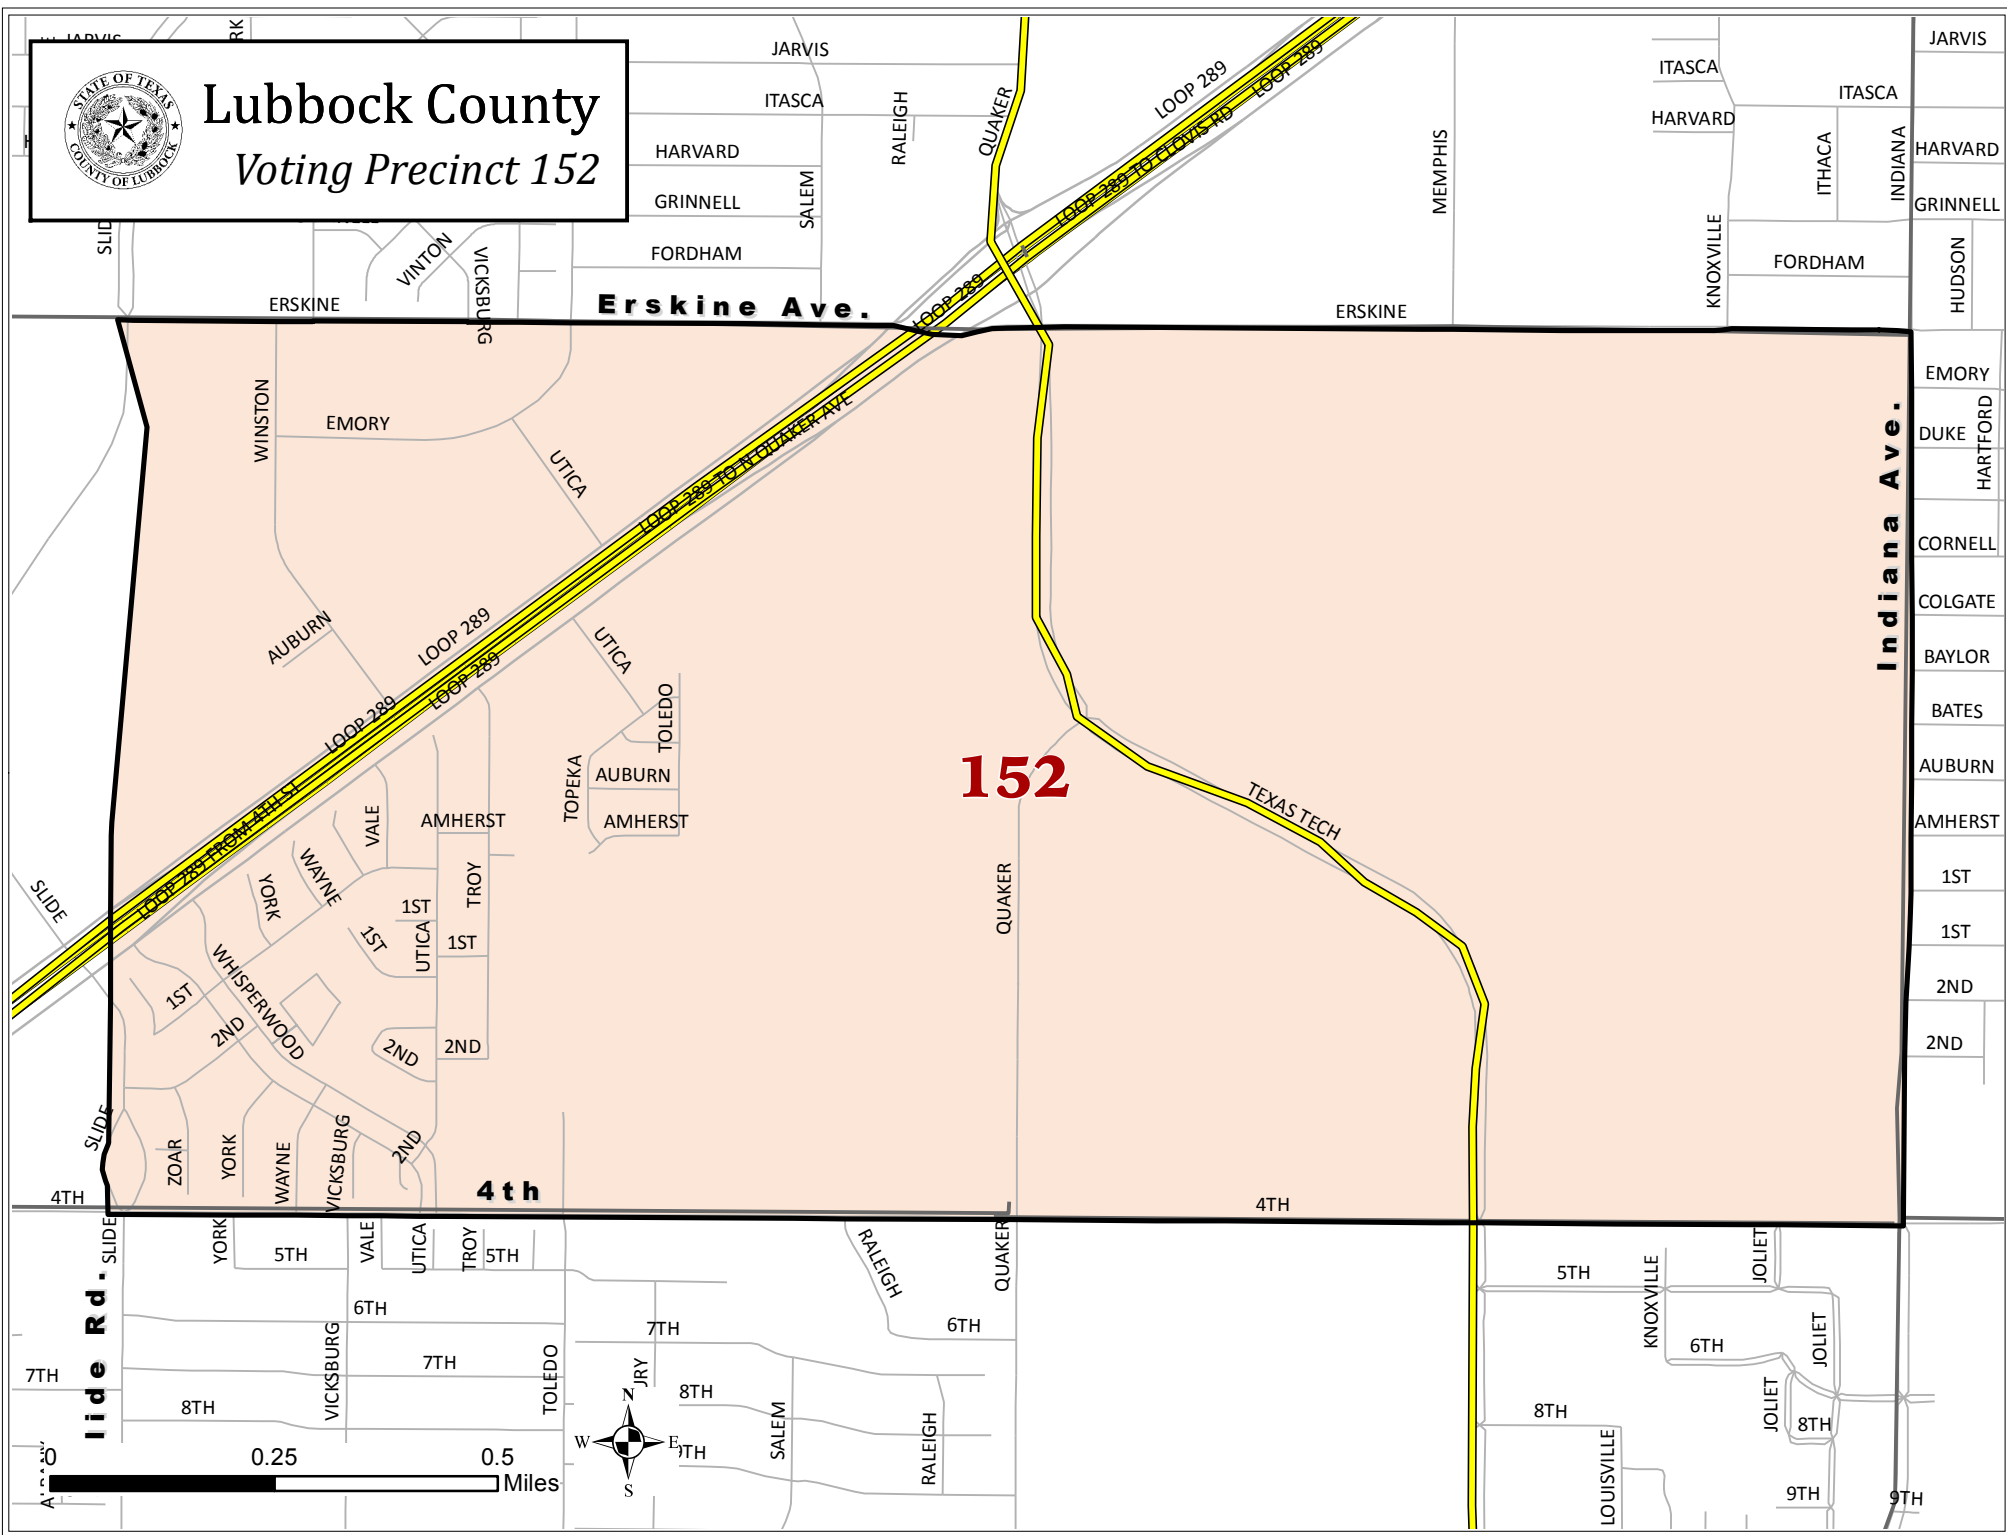 JARVIS
STATE OF TEXAS
COUNTY OF LUBBOCK
Lubbock County
Voting Precinct 152
JARVIS
LOOP 289
LOOP 289
JARVIS
ITASCA
ITASCA
ITASCA
RALEIGH
QUAKER
HARVARD
LOOP 289 TO CLOVIS RD
MEMPHIS
HARVARD
ITHACA
INDIANA
HARVARD
GRINNELL
SALEM
GRINNELL
VINTON
VICKSBURG
FORDHAM
KNOXVILLE
FORDHAM
HUDSON
ERSKINE
Erskine Ave.
LOOP 289
ERSKINE
WINSTON
EMORY
UTICA
LOOP 289 TO N QUAKER AVE
EMORY
Indiana Ave.
DUKE
HARTFORD
CORNELL
AUBURN
LOOP 289
LOOP 289
UTICA
COLGATE
BAYLOR
LOOP 289
TOLEDO
BATES
LOOP 289 FROM 4TH ST
TOPEKA
AUBURN
152
AUBURN
VALE
AMHERST
AMHERST
TEXAS TECH
AMHERST
SLIDE
YORK
WAYNE
TROY
QUAKER
1ST
1ST
1ST
UTICA
1ST
1ST
WHISPERWOOD
1ST
2ND
2ND
2ND
2ND
2ND
SLIDE
ZOAR
YORK
WAYNE
VICKSBURG
2ND
4TH
4th
4TH
SLIDE
YORK
5TH
VALE
UTICA
TROY
5TH
RALEIGH
QUAKER
5TH
KNOXVILLE
JOLIET
lide Rd.
6TH
7TH
6TH
6TH
JOLIET
7TH
VICKSBURG
7TH
TOLEDO
8TH
8TH
SALEM
RALEIGH
8TH
JOLIET
8TH
LOUISVILLE
9TH
9TH
N
W
E
S
0
0.25
0.5
Miles